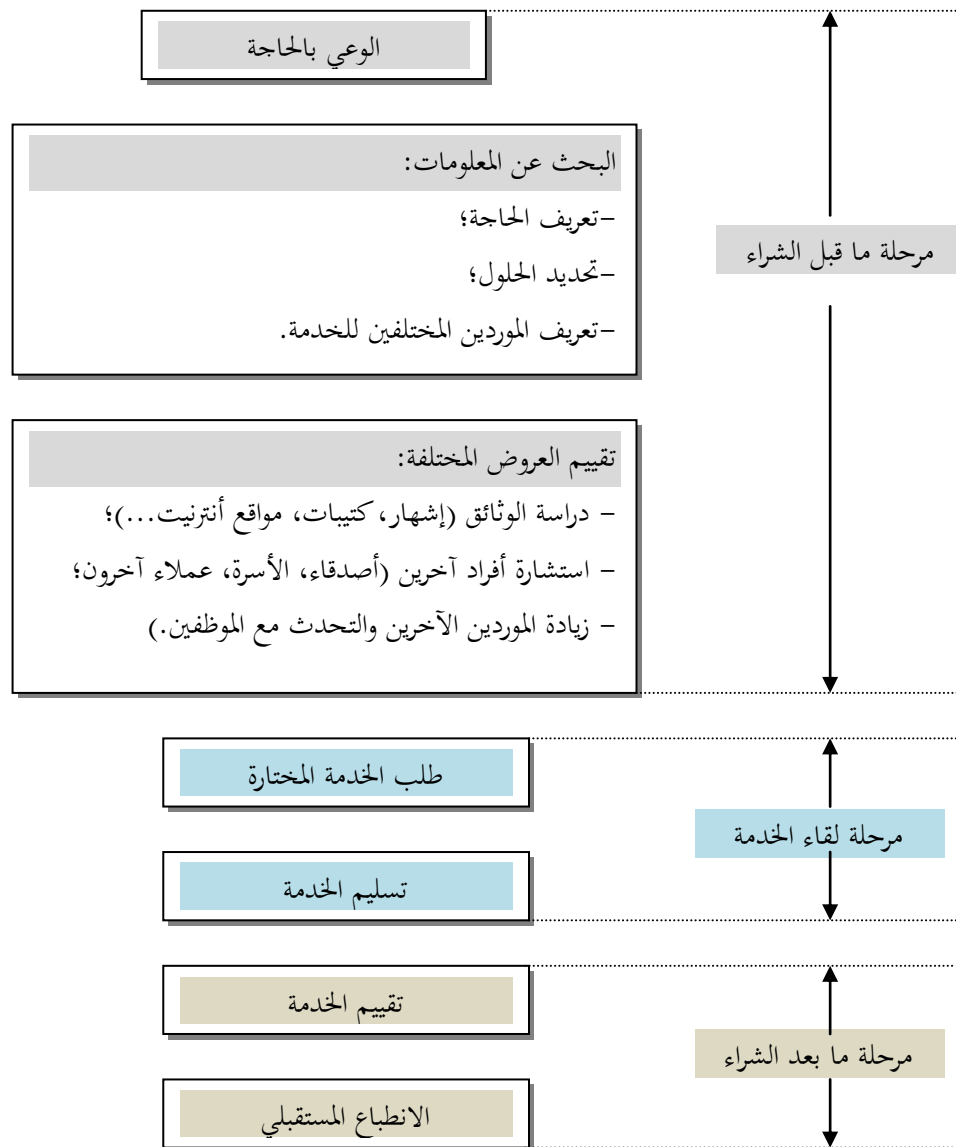 الوعي بالحاجة
البحث عن المعلومات:
-تعريف الحاجة؛
-تحديد الحلول؛
-تعريف الموردين المختلفين للخدمة.
مرحلة ما قبل الشراء
تقييم العروض المختلفة:
- دراسة الوثائق (إشهار، كتيبات، مواقع أنترنيت...)؛
- استشارة أفراد آخرين (أصدقاء، الأسرة، عملاء آخرون؛
- زيادة الموردين الآخرين والتحدث مع الموظفين.)
طلب الخدمة المختارة
مرحلة لقاء الخدمة
تسليم الخدمة
تقييم الخدمة
مرحلة ما بعد الشراء
الانطباع المستقبلي